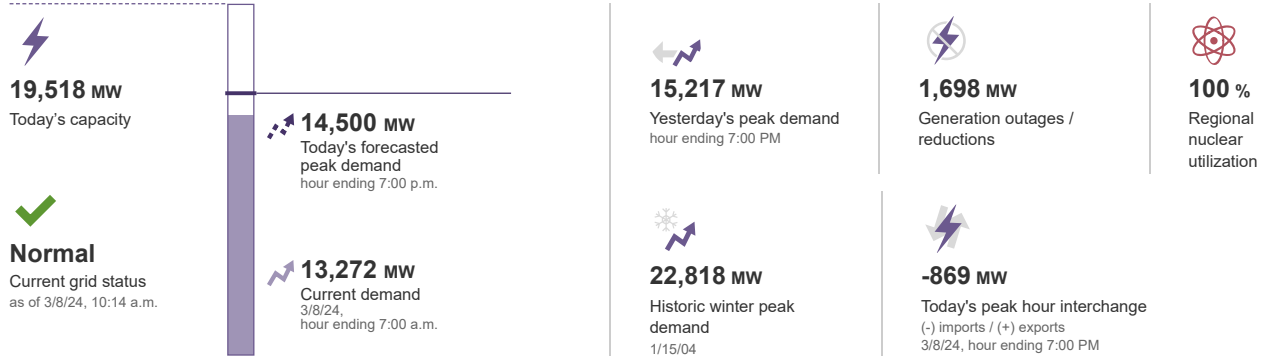 19,518 MW
Today's capacity
Normal
Current grid status
as of 3/8/24, 10:14 a.m.
14,500 MW
Today's forecasted
peak demand
hour ending 7:00 p.m.
13,272 MW
Current demand
3/8/24,
hour ending 7:00 a.m.
15,217 MW
Yesterday's peak demand
hour ending 7:00 PM
1,698 MW
Generation outages /
reductions
100 %
Regional
nuclear
utilization
22,818 MW
Historic winter peak
demand
1/15/04
-869 MW
Today's peak hour interchange
(-) imports / (+) exports
3/8/24, hour ending 7:00 PM